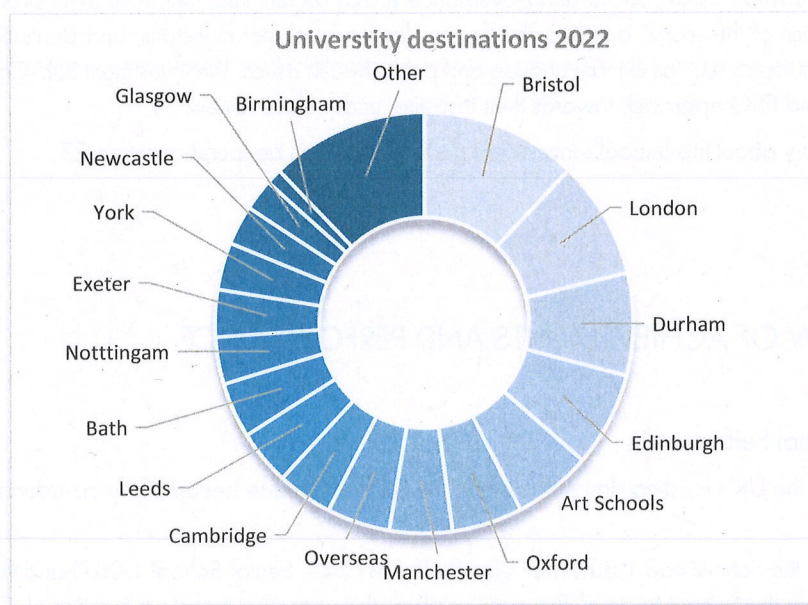 Universtity destinations 2022
Other
Bristol
Glasgow
Birmingham
Newcastle
London
York
Exeter
Durham
Notttingam
Bath
Edinburgh
Leeds
Art Schools
Cambridge
Overseas
Manchester
Oxford